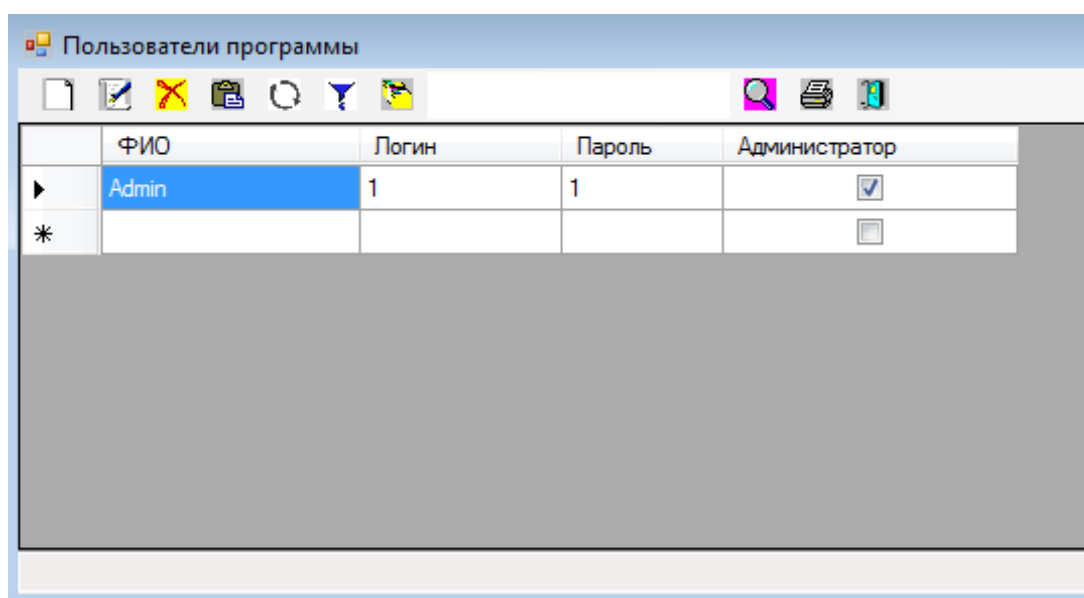 Пользователи программы
ФИО Логин Пароль Администратор
Admin 1 1